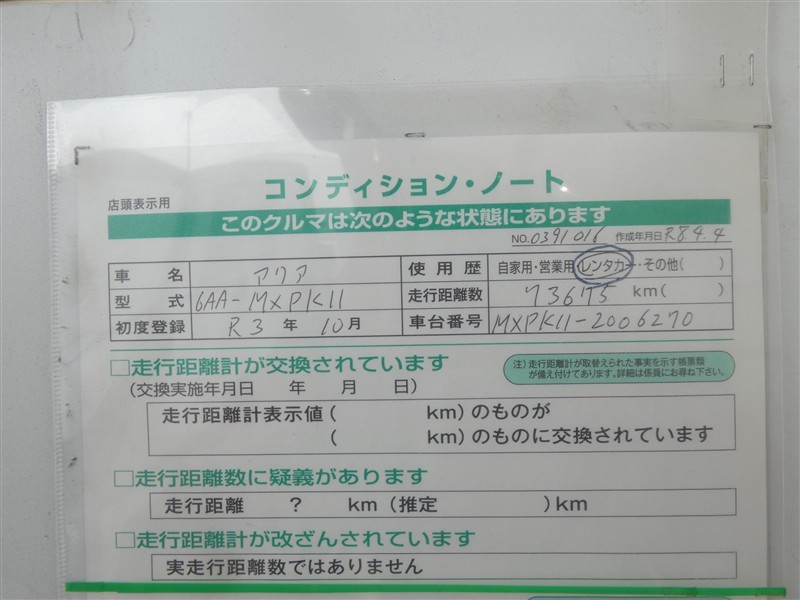 コンディション・ノート
店頭表示用
このクルマは次のような状態にあります
NO.0391016 作成年月日 R8.4.4
車名 アクア 使用歴 自家用・営業用・レンタカー・その他( )
型式 6AA-MXPK11 走行距離数 73675 km( )
初度登録 R3年10月 車台番号 MXPK11-2006270
□走行距離計が交換されています
(交換実施年月日 年 月 日)
注)走行距離計が取替えられた事実を示す帳票類
が備え付けてあります。詳細は係員にお尋ね下さい。
走行距離計表示値( km)のものが
( km)のものに交換されています
□走行距離数に疑義があります
走行距離 ? km(推定 )km
□走行距離計が改ざんされています
実走行距離数ではありません